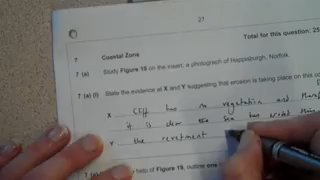 21
Total for this question: 25
7 Coastal Zone
7 (a) Study Figure 18 on the insert, a photograph of Happisburgh, Norfolk.
7 (a) (i) State the evidence at X and Y suggesting that erosion is taking place on this co
X Cliff has no vegetation and
it is clear the sea has
Y the revetment
help of Figure 19, outline one